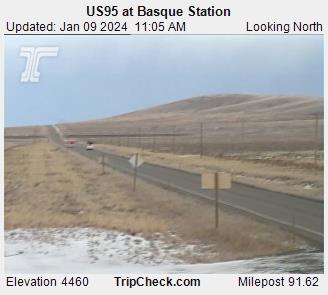 US95 at Basque Station
Updated: Jan 09 2024 11:05 AM Looking North
Elevation 4460 TripCheck.com Milepost 91.62